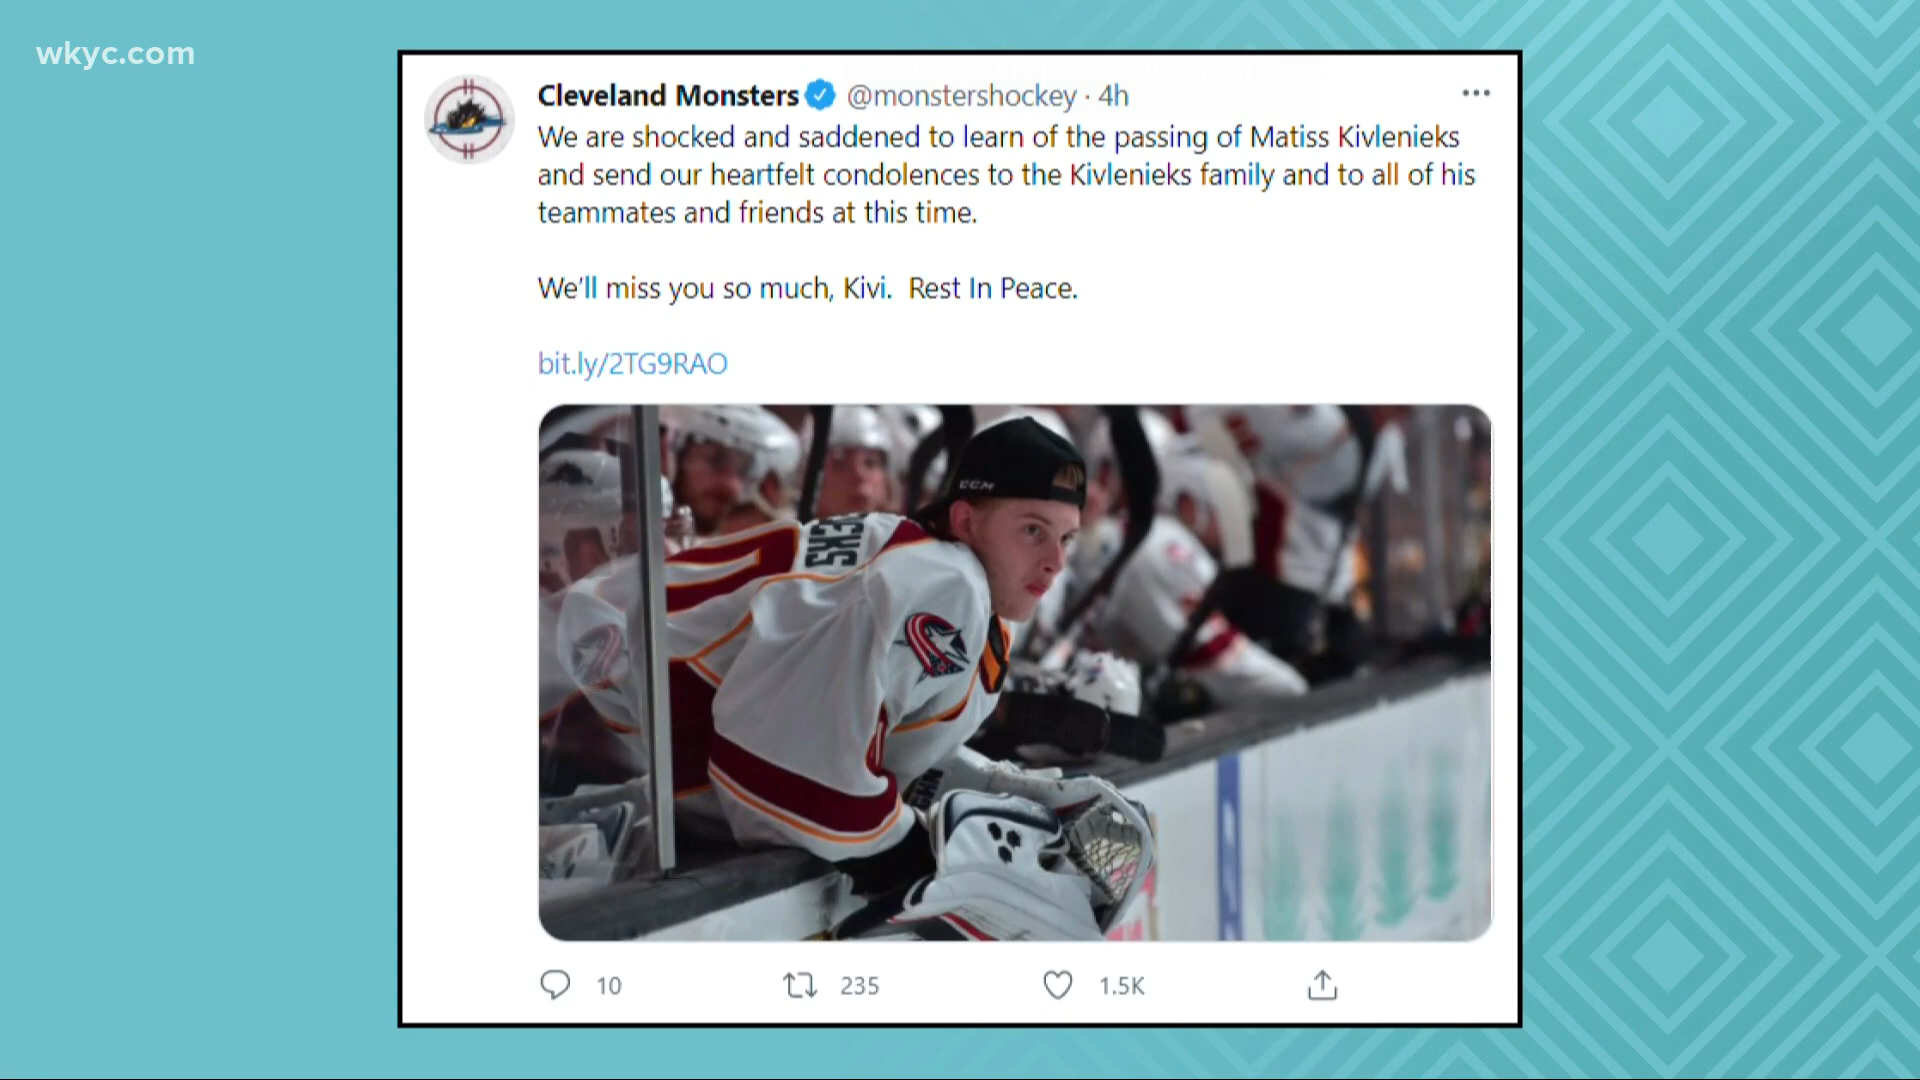 wkyc.com
Cleveland Monsters @monstershockey · 4h
We are shocked and saddened to learn of the passing of Matiss Kivlenieks
and send our heartfelt condolences to the Kivlenieks family and to all of his
teammates and friends at this time.
We'll miss you so much, Kivi. Rest In Peace.
bit.ly/2TG9RAO
CCM
10 235 1.5K